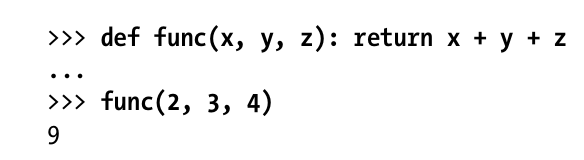 >>> def func(x, y, z): return x + y + z
...
>>> func(2, 3, 4)
9